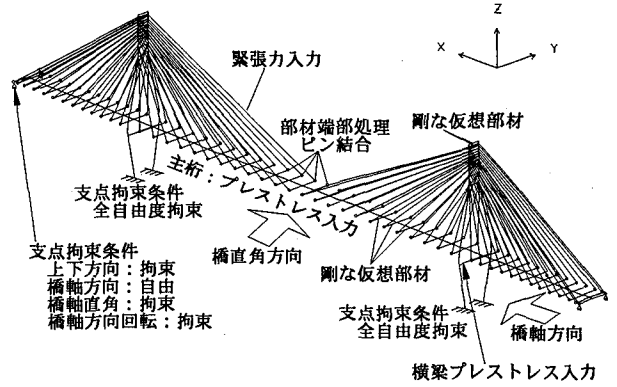 Z
X
Y
緊張力入力
部材端部処理
ピン結合
剛な仮想部材
主桁：プレストレス入力
支点拘束条件
全自由度拘束
橋直角方向
支点拘束条件
上下方向：拘束
橋軸方向：自由
橋軸直角：拘束
橋軸方向回転：拘束
剛な仮想部材
支点拘束条件
全自由度拘束
橋軸方向
横梁プレストレス入力